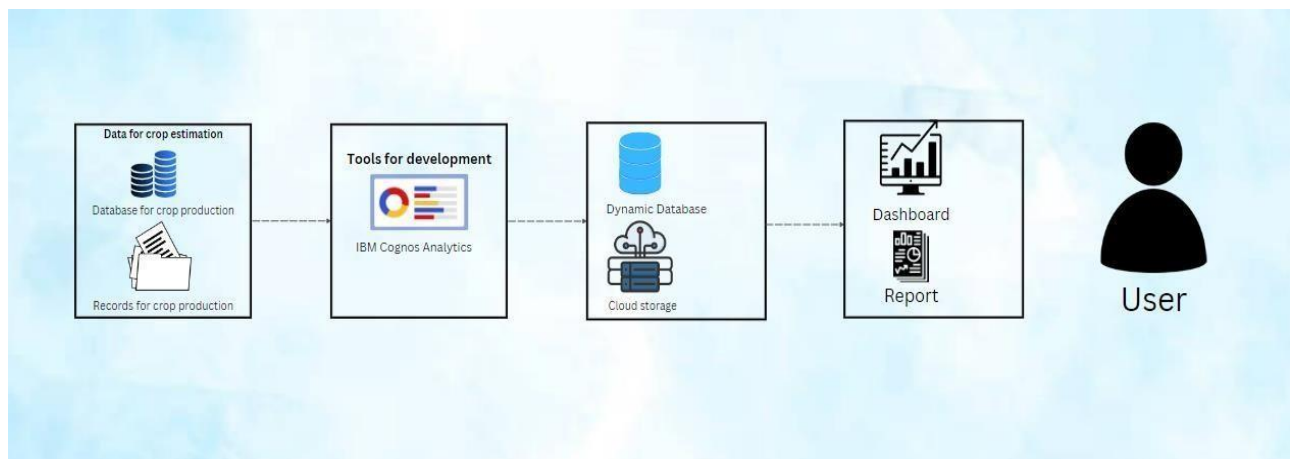 Data for crop estimation
Database for crop production
Records for crop production
Tools for development
IBM Cognos Analytics
Dynamic Database
Cloud storage
Dashboard
Report
User